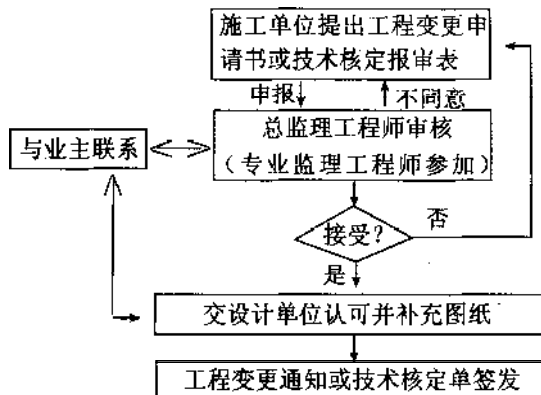 施工单位提出工程变更申
请书或技术核定报审表
申报
不同意
总监理工程师审核
(专业监理工程师参加)
与业主联系
否
接受?
是
交设计单位认可并补充图纸
工程变更通知或技术核定单签发